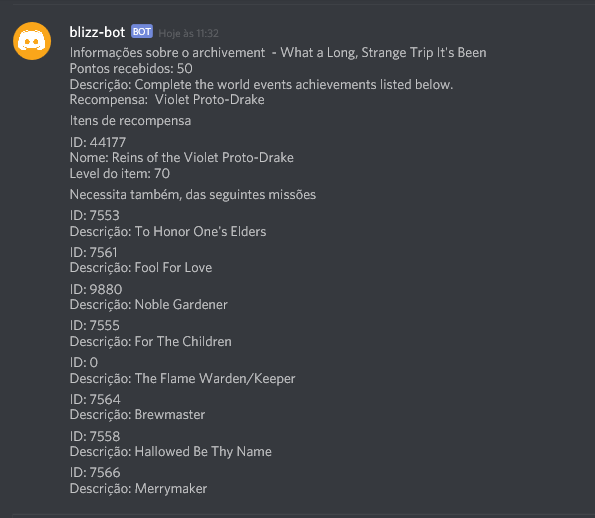 blizz-bot BOT Hoje às 11:32
Informações sobre o archivement - What a Long, Strange Trip It's Been
Pontos recebidos: 50
Descrição: Complete the world events achievements listed below.
Recompensa: Violet Proto-Drake
Itens de recompensa
ID: 44177
Nome: Reins of the Violet Proto-Drake
Level do item: 70
Necessita também, das seguintes missões
ID: 7553
Descrição: To Honor One's Elders
ID: 7561
Descrição: Fool For Love
ID: 9880
Descrição: Noble Gardener
ID: 7555
Descrição: For The Children
ID: 0
Descrição: The Flame Warden/Keeper
ID: 7564
Descrição: Brewmaster
ID: 7558
Descrição: Hallowed Be Thy Name
ID: 7566
Descrição: Merrymaker